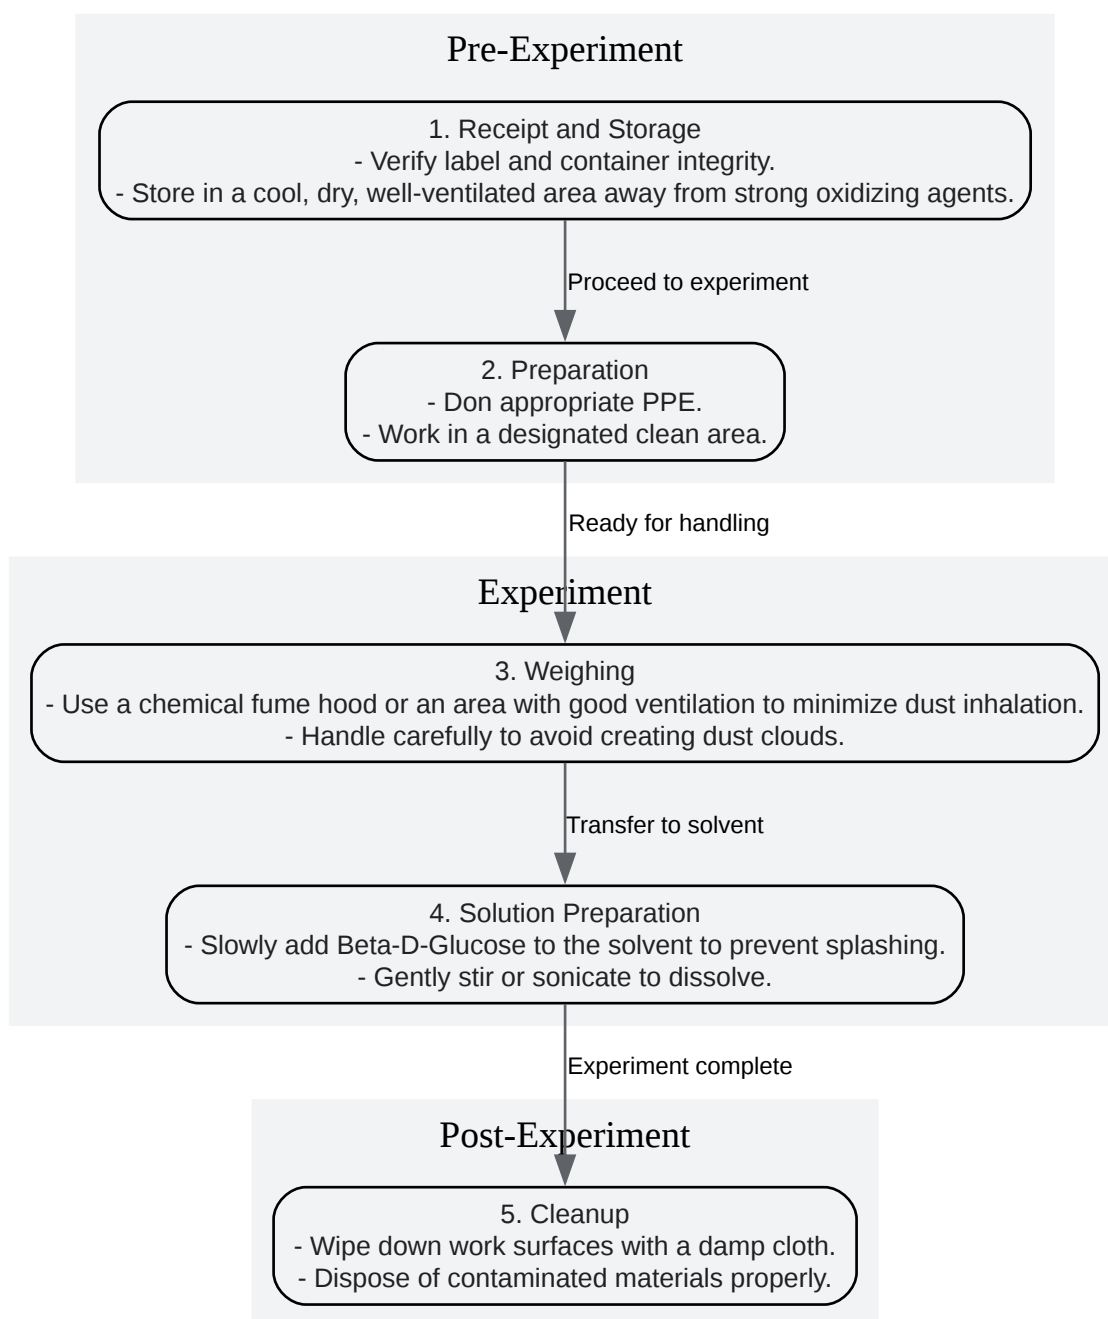 Pre-Experiment
1. Receipt and Storage
- Verify label and container integrity.
- Store in a cool, dry, well-ventilated area away from strong oxidizing agents.
Proceed to experiment
2. Preparation
- Don appropriate PPE.
- Work in a designated clean area.
Ready for handling
Experiment
3. Weighing
- Use a chemical fume hood or an area with good ventilation to minimize dust inhalation.
- Handle carefully to avoid creating dust clouds.
Transfer to solvent
4. Solution Preparation
- Slowly add Beta-D-Glucose to the solvent to prevent splashing.
- Gently stir or sonicate to dissolve.
Experiment complete
Post-Experiment
5. Cleanup
- Wipe down work surfaces with a damp cloth.
- Dispose of contaminated materials properly.